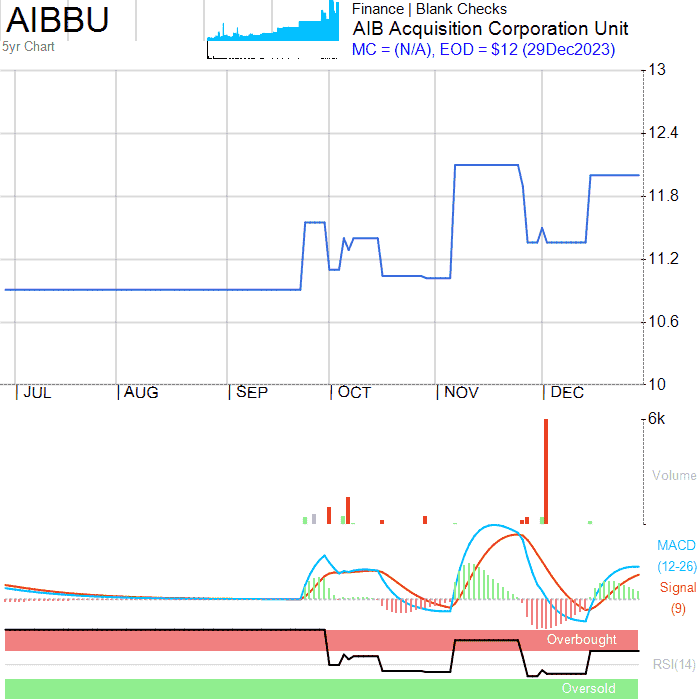 AIBBU
5yr Chart
Finance | Blank Checks
AIB Acquisition Corporation Unit
MC = (N/A), EOD = $12 (29Dec2023)
13
12.4
11.8
11.2
10.6
10
| JUL | AUG | SEP | OCT | NOV | DEC
6k
Volume
MACD
(12-26)
Signal
(9)
Overbought
RSI(14)
Oversold